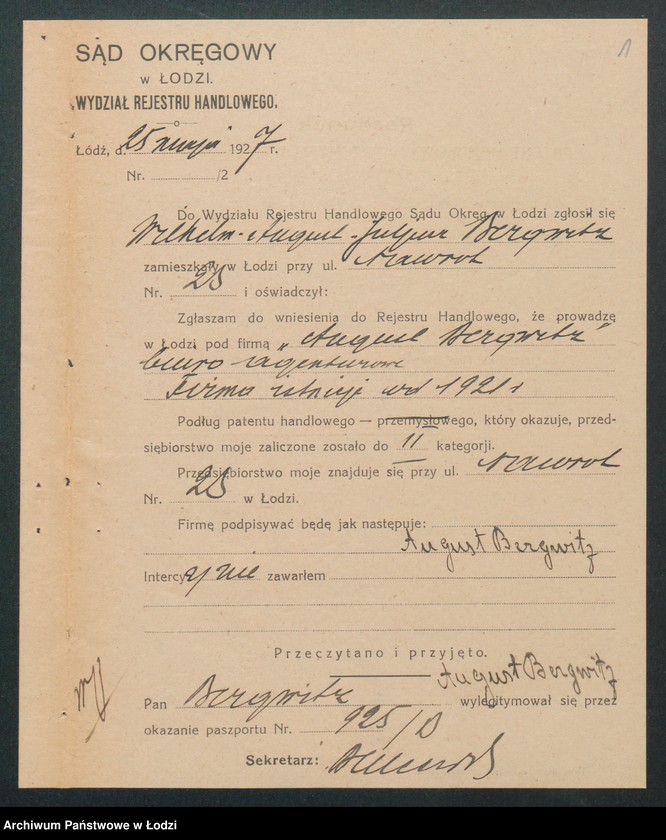 1
SĄD OKRĘGOWY
W ŁODZI.
WYDZIAŁ REJESTRU HANDLOWEGO.
Łódź, d. 25 maja 1927 r.
Nr. /2
Do Wydziału Rejestru Handlowego Sądu Okręg. w Łodzi zgłosił się
Wilhelm-August-Juljusz Bergwitz
zamieszkały w Łodzi przy ul. Nawrot
Nr. 25 i oświadczył:
Zgłaszam do wniesienia do Rejestru Handlowego, że prowadzę
w Łodzi pod firmą „August Bergwitz"
biuro agenturowe
Firma istnieje od 1921 r
Podług patentu handlowego — przemysłowego, który okazuje, przed-
siębiorstwo moje zaliczone zostało do II kategorji.
Przedsiębiorstwo moje znajduje się przy ul. Nawrot
Nr. 25 w Łodzi.
Firmę podpisywać będę jak następuje:
August Bergwitz
Intercyzy nie zawarłem
Przeczytano i przyjęto.
August Bergwitz
Pan Bergwitz wylegitymował się przez
okazanie paszportu Nr. 925/
Sekretarz:
Archiwum Państwowe w Łodzi